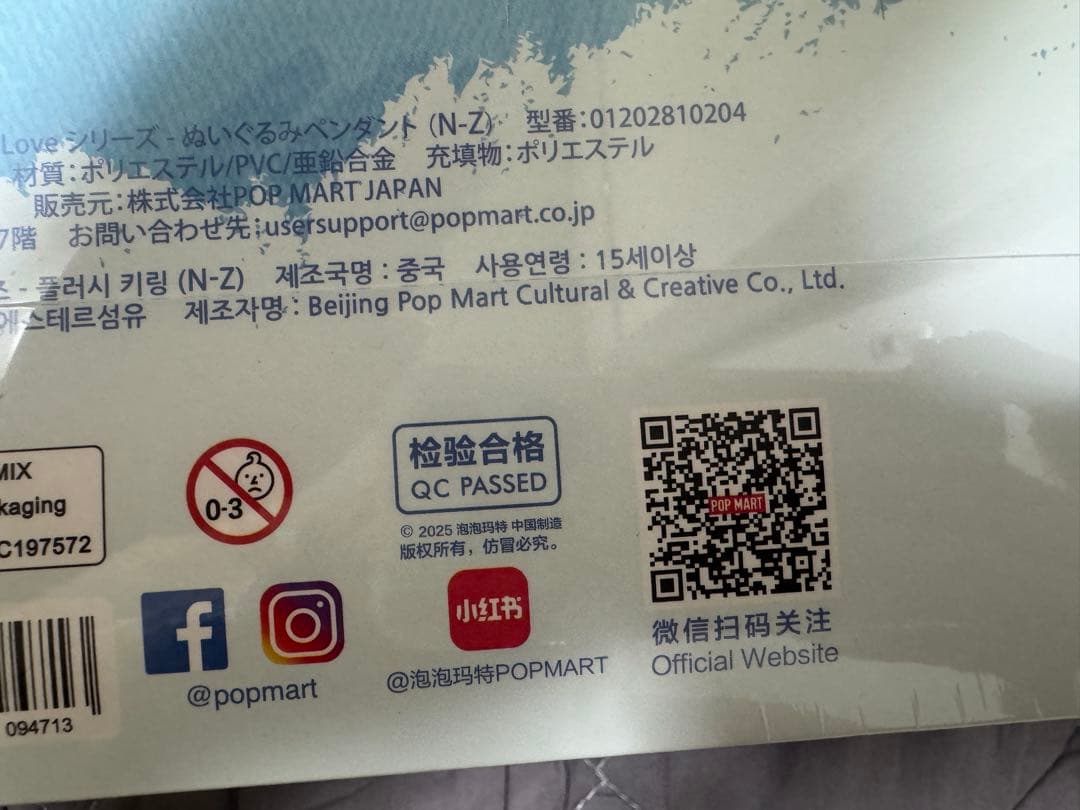 Love シリーズ - ぬいぐるみペンダント (N-Z) 型番:01202810204
材質:ポリエステル/PVC/亜鉛合金 充填物:ポリエステル
販売元:株式会社POP MART JAPAN
7階 お問い合わせ先:usersupport@popmart.co.jp
즈 - 플러시 키링 (N-Z) 제조국명 : 중국 사용연령 : 15세이상
에스테르섬유 제조자명 : Beijing Pop Mart Cultural & Creative Co., Ltd.
MIX
kaging
C197572
0-3
检验合格
QC PASSED
© 2025 泡泡玛特 中国制造
版权所有，仿冒必究。
POP MART
微信扫码关注
Official Website
小红书
@popmart
@泡泡玛特POPMART
094713